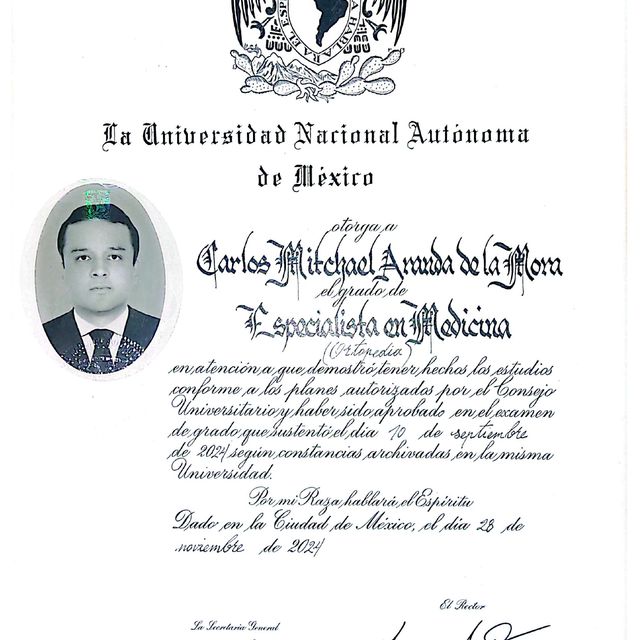 HABLARA EL ESP
La Universidad Nacional Autónoma
de México
otorga a
Carlos Mitchael Aranda de la Mora
el grado de
Especialista en Medicina
(Ortopedia)
en atención a que demostró tener hechos los estudios
conforme a los planes autorizados por el Consejo
Universitario y haber sido aprobado en el examen
de grado que sustentó el día 10 de septiembre
de 2024 según constancias archivadas en la misma
Universidad.
Por mi Raza hablará el Espíritu
Dado en la Ciudad de México, el día 28 de
noviembre de 2024
El Rector
La Secretaria General